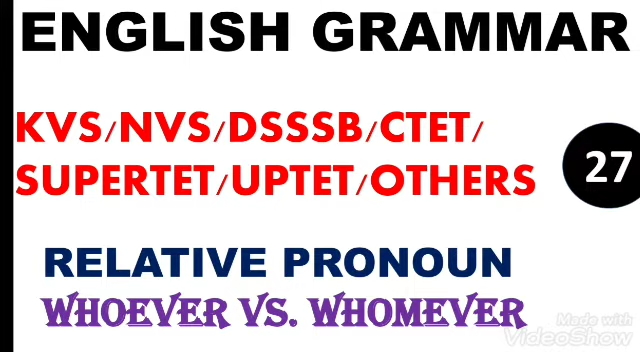 ENGLISH GRAMMAR
KVS/NVS/DSSSB/CTET/
SUPERTET/UPTET/OTHERS
27
RELATIVE PRONOUN
WHOEVER VS. WHOMEVER
Made with
VideoShow